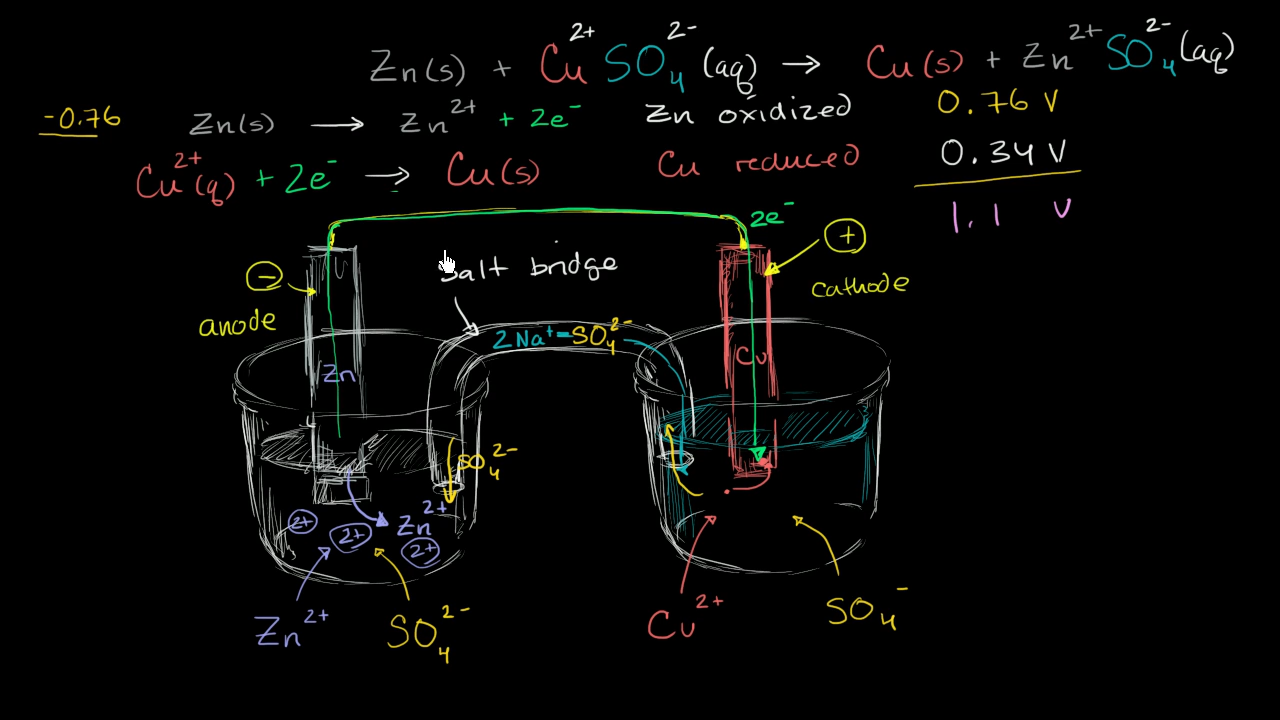 Zn(s) + Cu²⁺ SO₄²⁻ (aq) → Cu(s) + Zn²⁺ SO₄²⁻ (aq)
-0.76 Zn(s) → Zn²⁺ + 2e⁻ Zn oxidized 0.76 V
Cu²⁺(q) + 2e⁻ → Cu(s) Cu reduced 0.34 V
1.1 V
2e⁻
+
Salt bridge
−
cathode
anode
2Na⁺ SO₄²⁻
Cu
Zn
SO₄²⁻
Zn²⁺
2+
2+
2+
Zn²⁺
SO₄²⁻
Cu²⁺
SO₄⁻